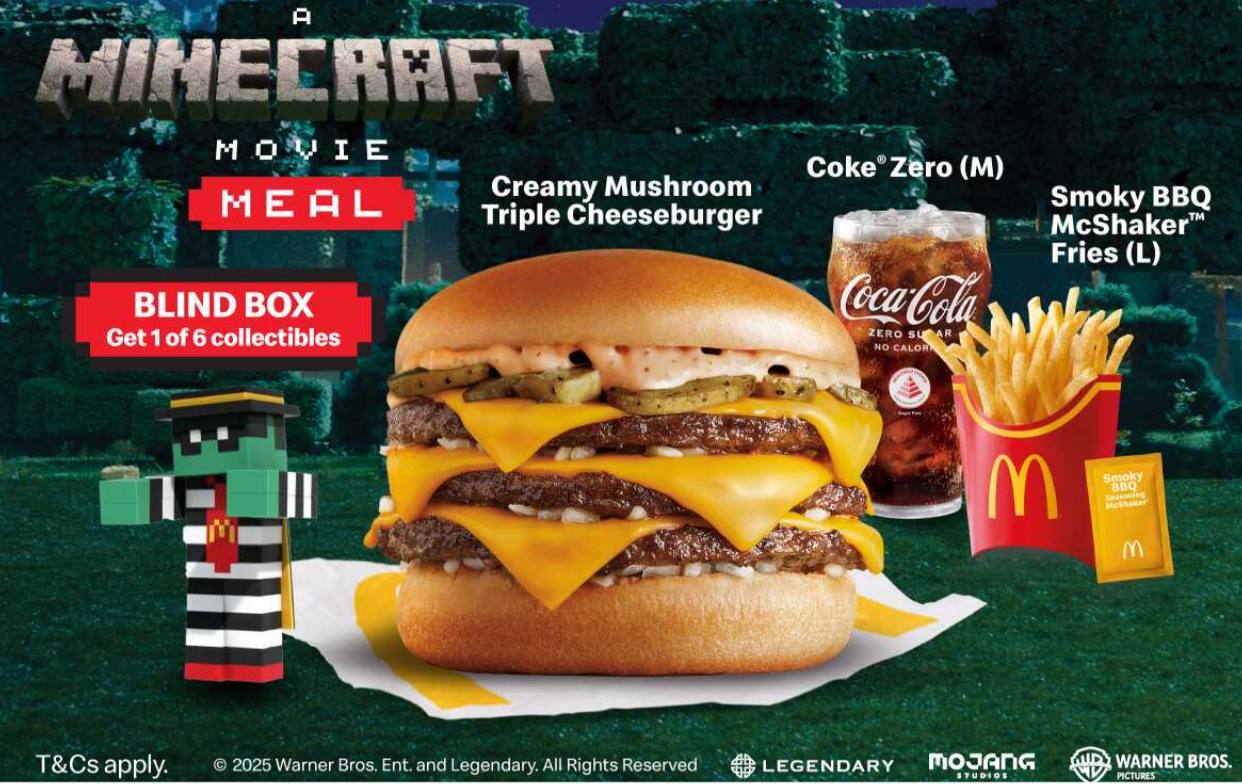 A
MINECRAFT
MOVIE
MEAL
BLIND BOX
Get 1 of 6 collectibles
Creamy Mushroom
Triple Cheeseburger
Coke® Zero (M)
Smoky BBQ
McShaker™
Fries (L)
Coca-Cola
ZERO SUGAR
NO CALOR
Smoky
BBQ
Seasoning
McShaker
T&Cs apply.
© 2025 Warner Bros. Ent. and Legendary. All Rights Reserved
LEGENDARY
MOJANG
STUDIOS
WB
WARNER BROS.
PICTURES